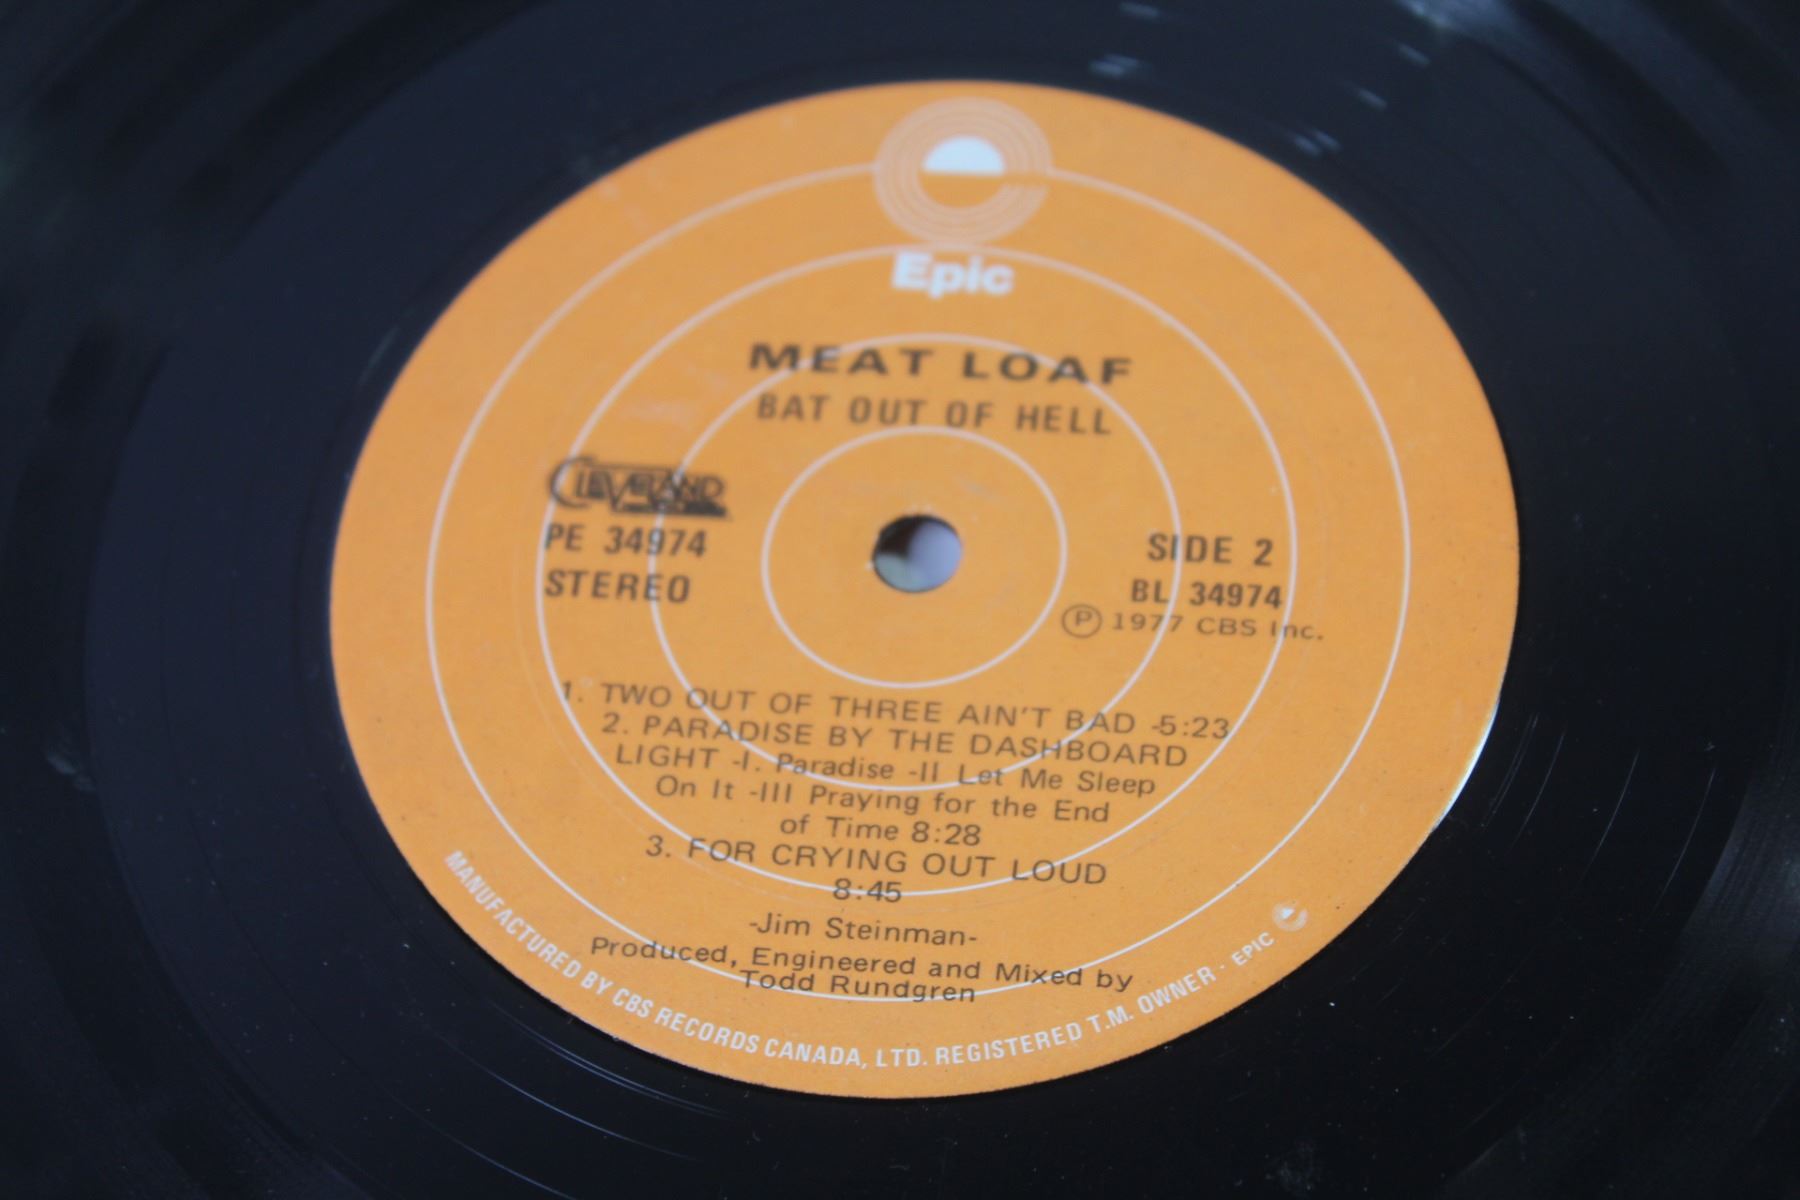 Epic
MEAT LOAF
BAT OUT OF HELL
CLEVELAND
PE 34974
STEREO
SIDE 2
BL 34974
Ⓟ 1977 CBS Inc.
1. TWO OUT OF THREE AIN'T BAD -5:23
2. PARADISE BY THE DASHBOARD
LIGHT -I. Paradise -II Let Me Sleep
On It -III Praying for the End
of Time 8:28
3. FOR CRYING OUT LOUD
8:45
-Jim Steinman-
Produced, Engineered and Mixed by
Todd Rundgren
MANUFACTURED BY CBS RECORDS CANADA, LTD. REGISTERED T.M. OWNER · EPIC